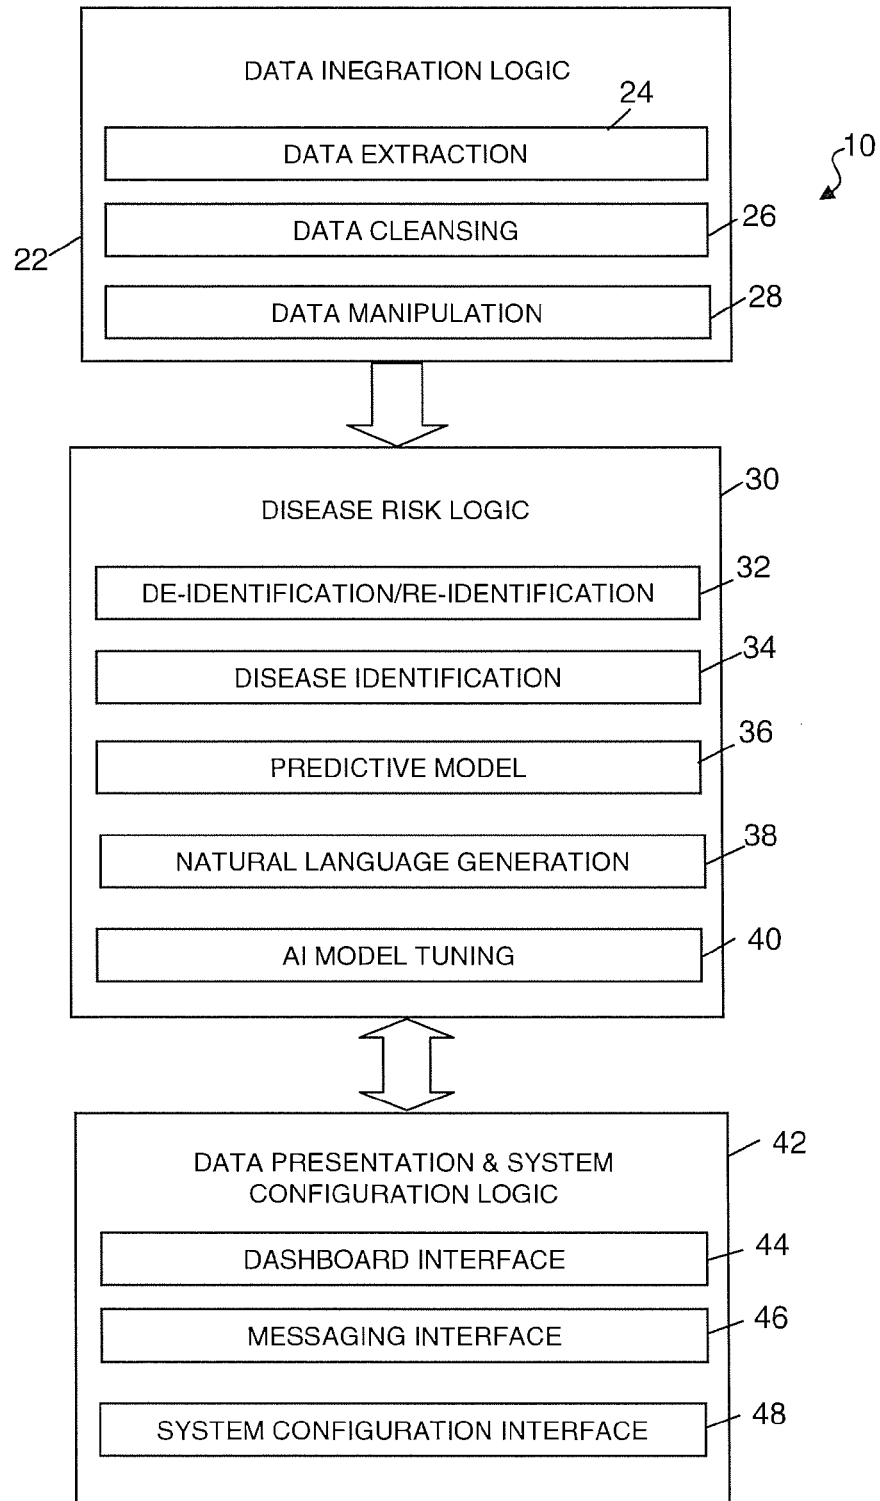 DATA INEGRATION LOGIC
24
DATA EXTRACTION
10
DATA CLEANSING
26
22
DATA MANIPULATION
28
30
DISEASE RISK LOGIC
32
DE-IDENTIFICATION/RE-IDENTIFICATION
34
DISEASE IDENTIFICATION
36
PREDICTIVE MODEL
38
NATURAL LANGUAGE GENERATION
40
AI MODEL TUNING
42
DATA PRESENTATION & SYSTEM
CONFIGURATION LOGIC
44
DASHBOARD INTERFACE
46
MESSAGING INTERFACE
48
SYSTEM CONFIGURATION INTERFACE